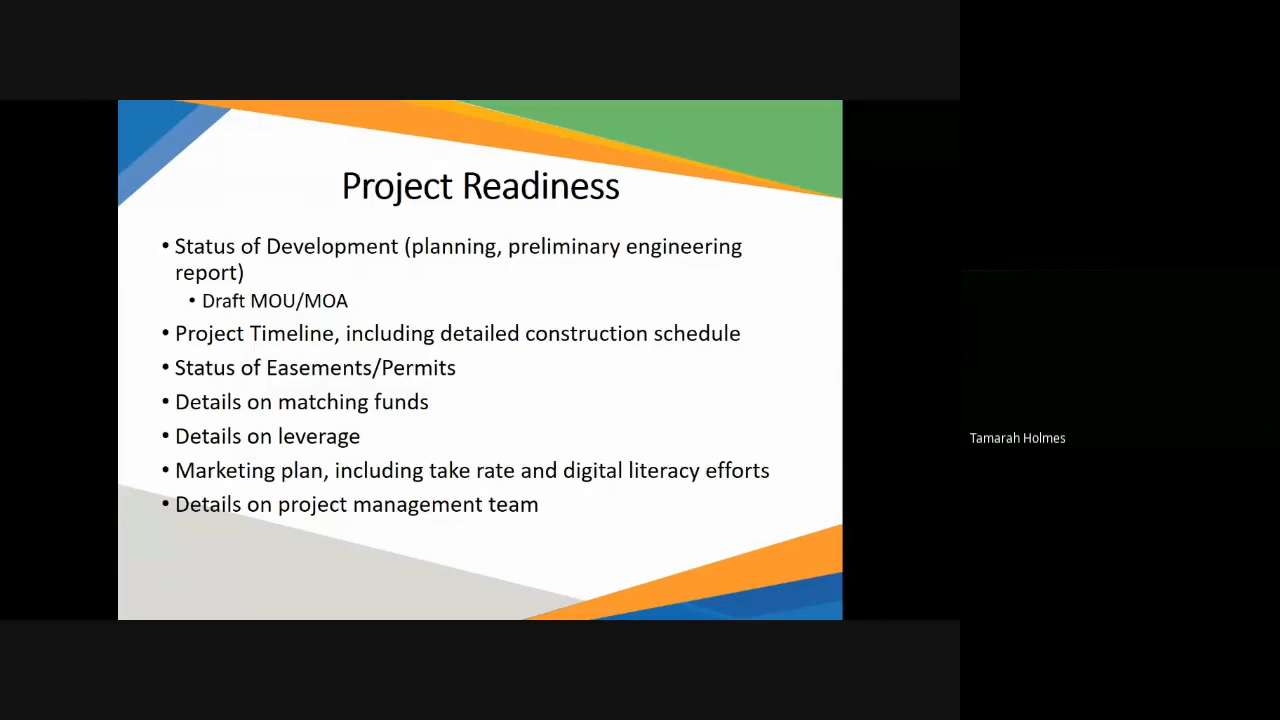 Project Readiness
• Status of Development (planning, preliminary engineering
report)
• Draft MOU/MOA
• Project Timeline, including detailed construction schedule
• Status of Easements/Permits
• Details on matching funds
• Details on leverage
• Marketing plan, including take rate and digital literacy efforts
• Details on project management team
Tamarah Holmes